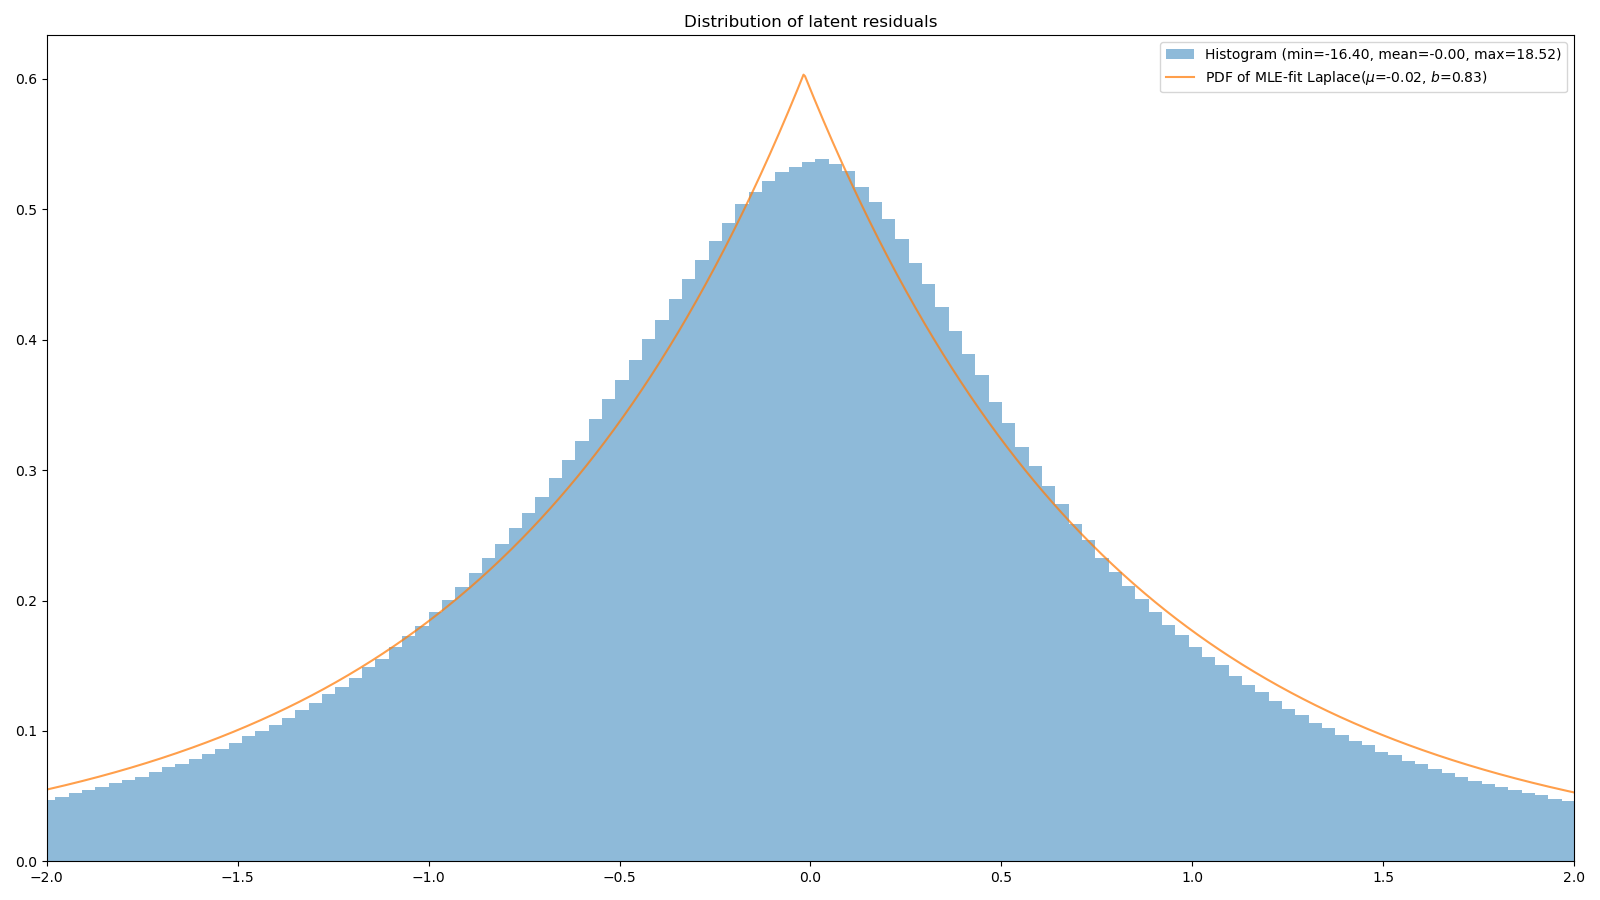 Distribution of latent residuals
Histogram (min=-16.40, mean=-0.00, max=18.52)
PDF of MLE-fit Laplace(μ=-0.02, b=0.83)
0.6
0.5
0.4
0.3
0.2
0.1
0.0
−2.0 −1.5 −1.0 −0.5 0.0 0.5 1.0 1.5 2.0